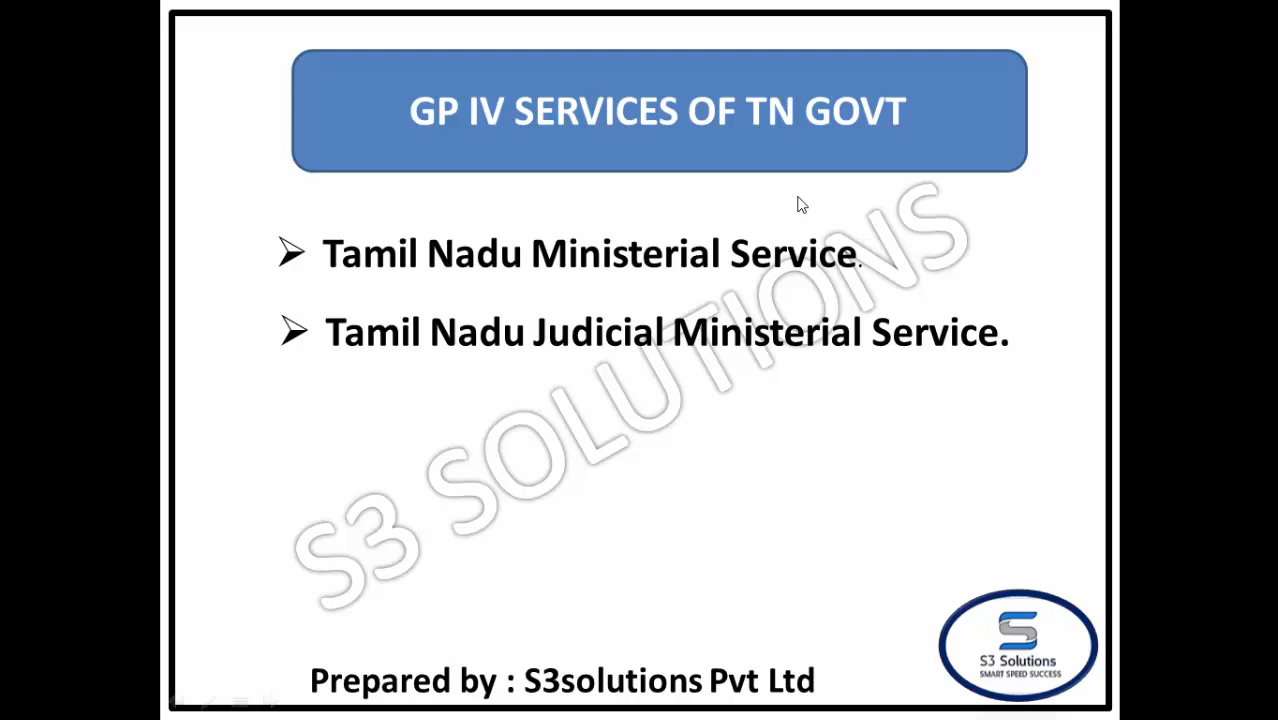 GP IV SERVICES OF TN GOVT
Tamil Nadu Ministerial Service.
Tamil Nadu Judicial Ministerial Service.
S3 SOLUTIONS
Prepared by : S3solutions Pvt Ltd
S3 Solutions
SMART SPEED SUCCESS